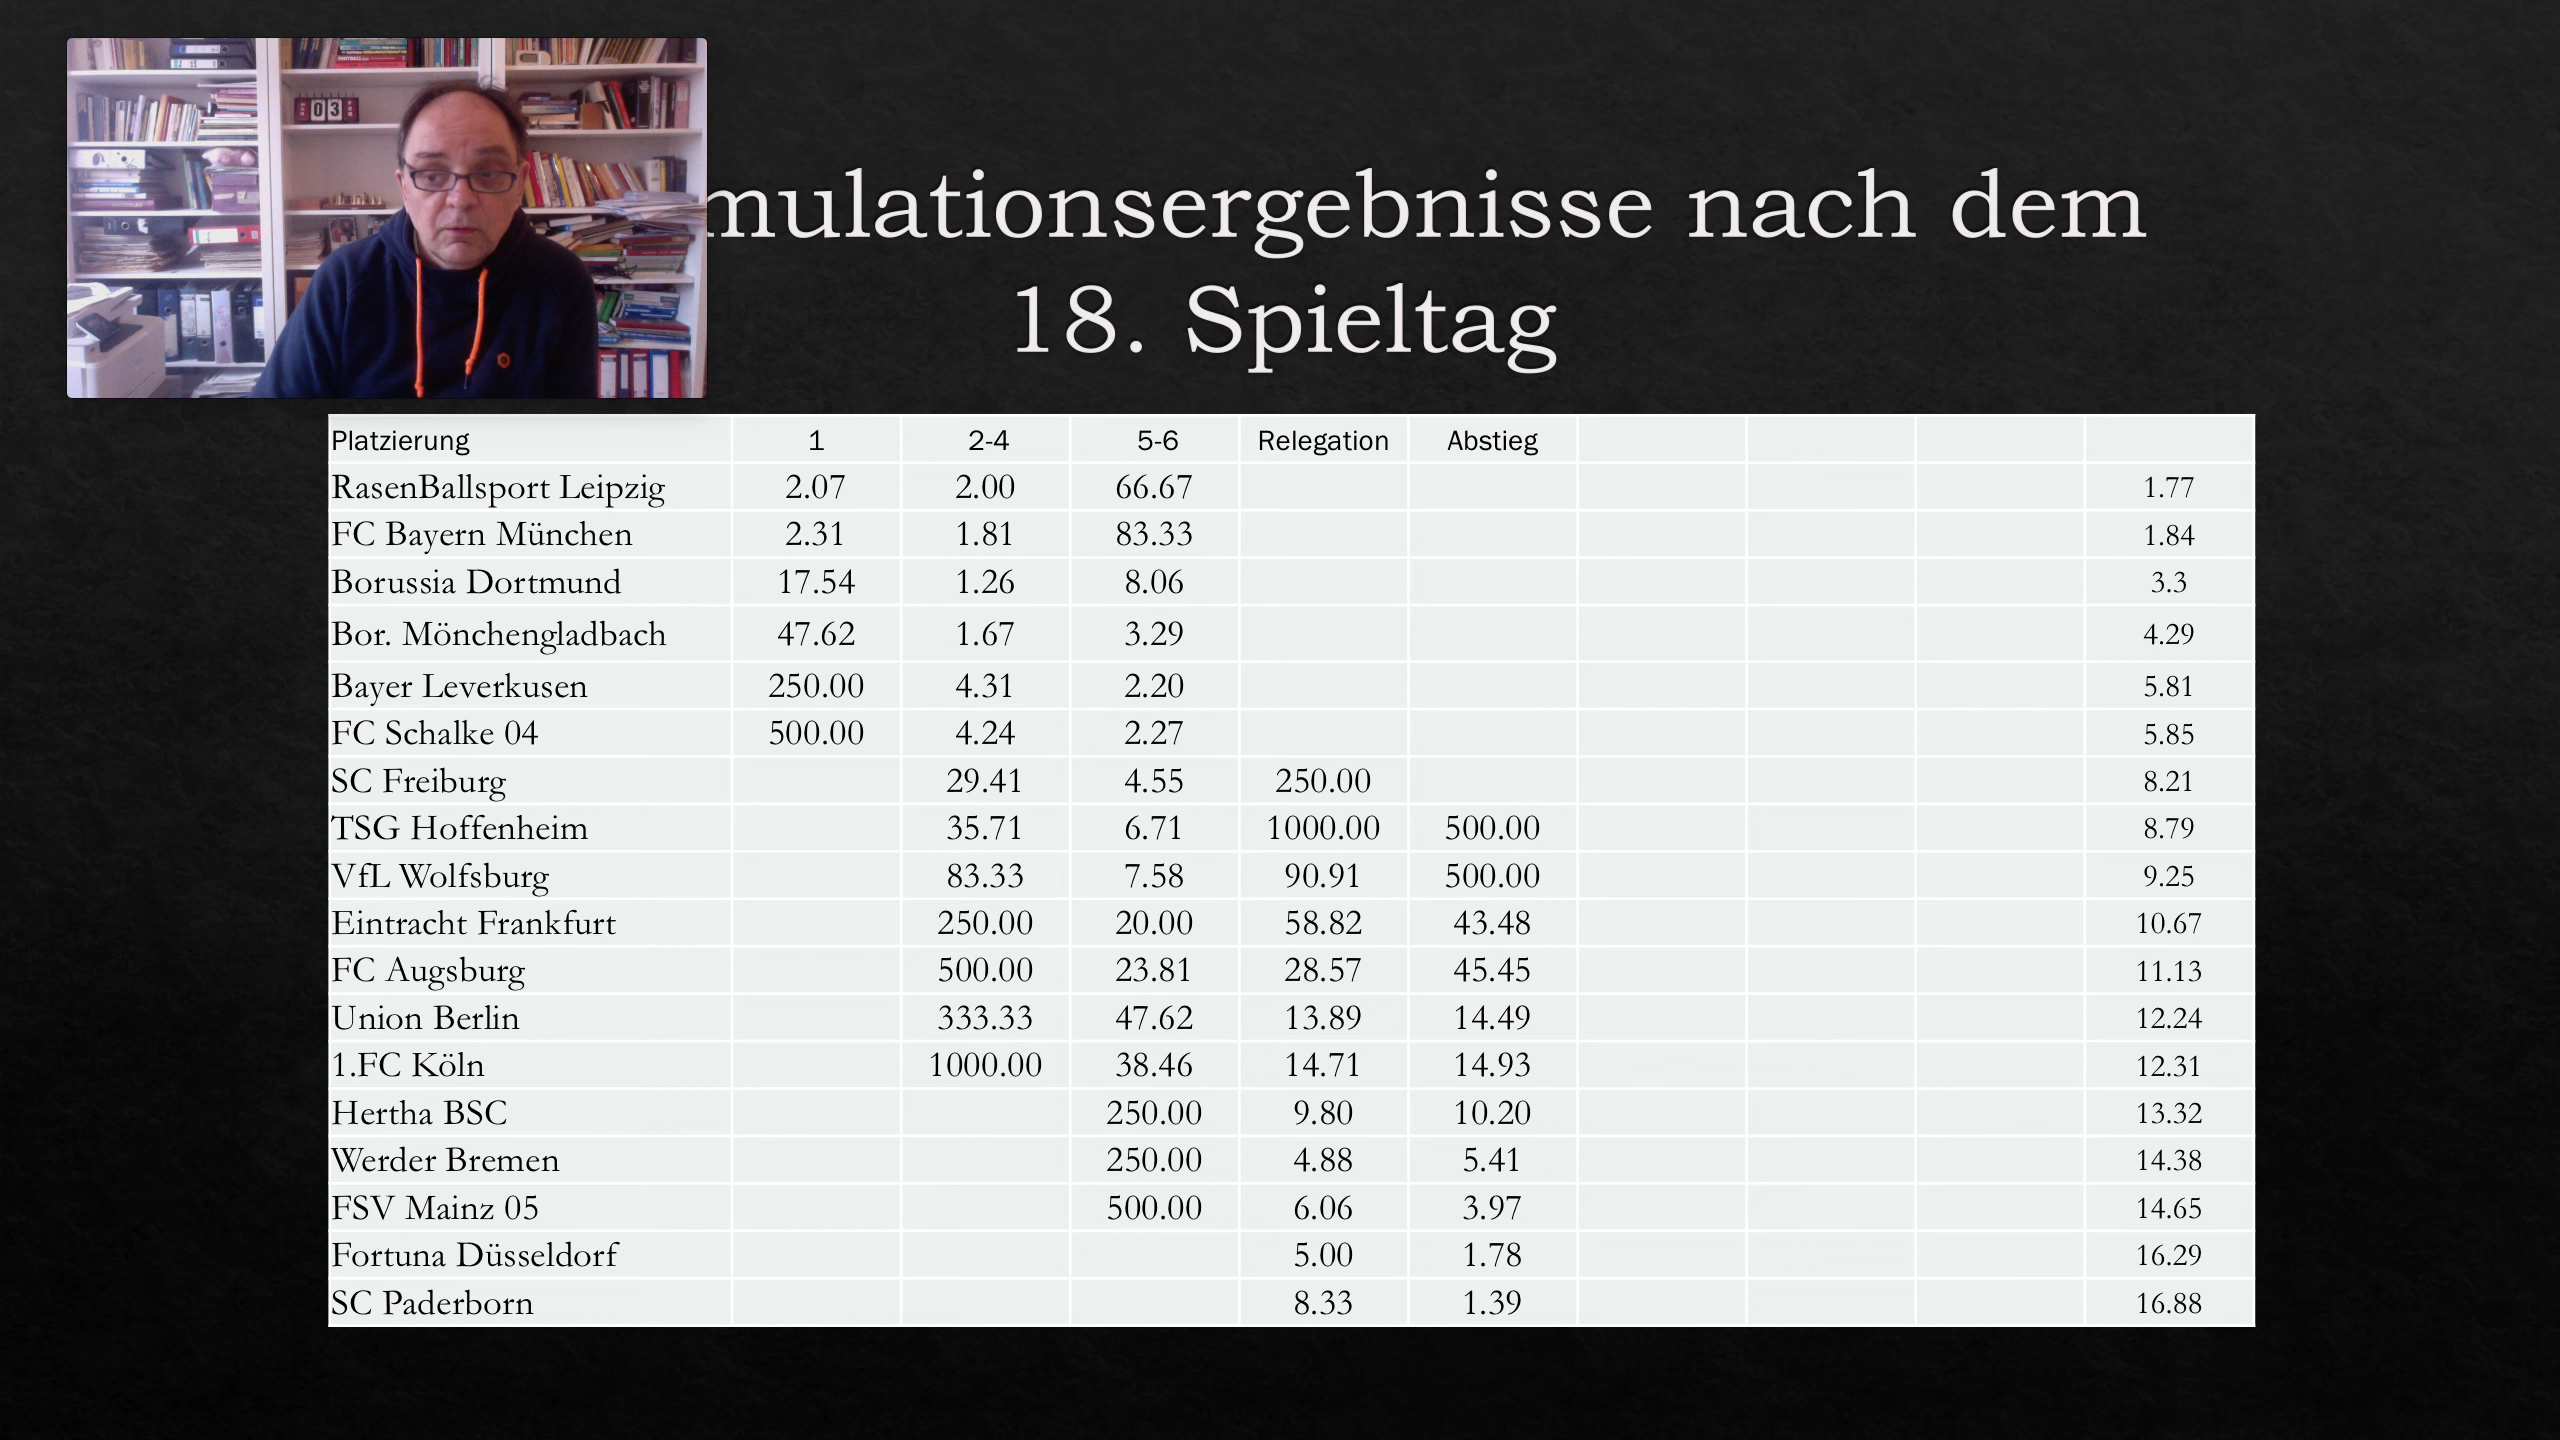 03
mulationsergebnisse nach dem
18. Spieltag
Platzierung 1 2-4 5-6 Relegation Abstieg
RasenBallsport Leipzig 2.07 2.00 66.67 1.77
FC Bayern München 2.31 1.81 83.33 1.84
Borussia Dortmund 17.54 1.26 8.06 3.3
Bor. Mönchengladbach 47.62 1.67 3.29 4.29
Bayer Leverkusen 250.00 4.31 2.20 5.81
FC Schalke 04 500.00 4.24 2.27 5.85
SC Freiburg 29.41 4.55 250.00 8.21
TSG Hoffenheim 35.71 6.71 1000.00 500.00 8.79
VfL Wolfsburg 83.33 7.58 90.91 500.00 9.25
Eintracht Frankfurt 250.00 20.00 58.82 43.48 10.67
FC Augsburg 500.00 23.81 28.57 45.45 11.13
Union Berlin 333.33 47.62 13.89 14.49 12.24
1.FC Köln 1000.00 38.46 14.71 14.93 12.31
Hertha BSC 250.00 9.80 10.20 13.32
Werder Bremen 250.00 4.88 5.41 14.38
FSV Mainz 05 500.00 6.06 3.97 14.65
Fortuna Düsseldorf 5.00 1.78 16.29
SC Paderborn 8.33 1.39 16.88